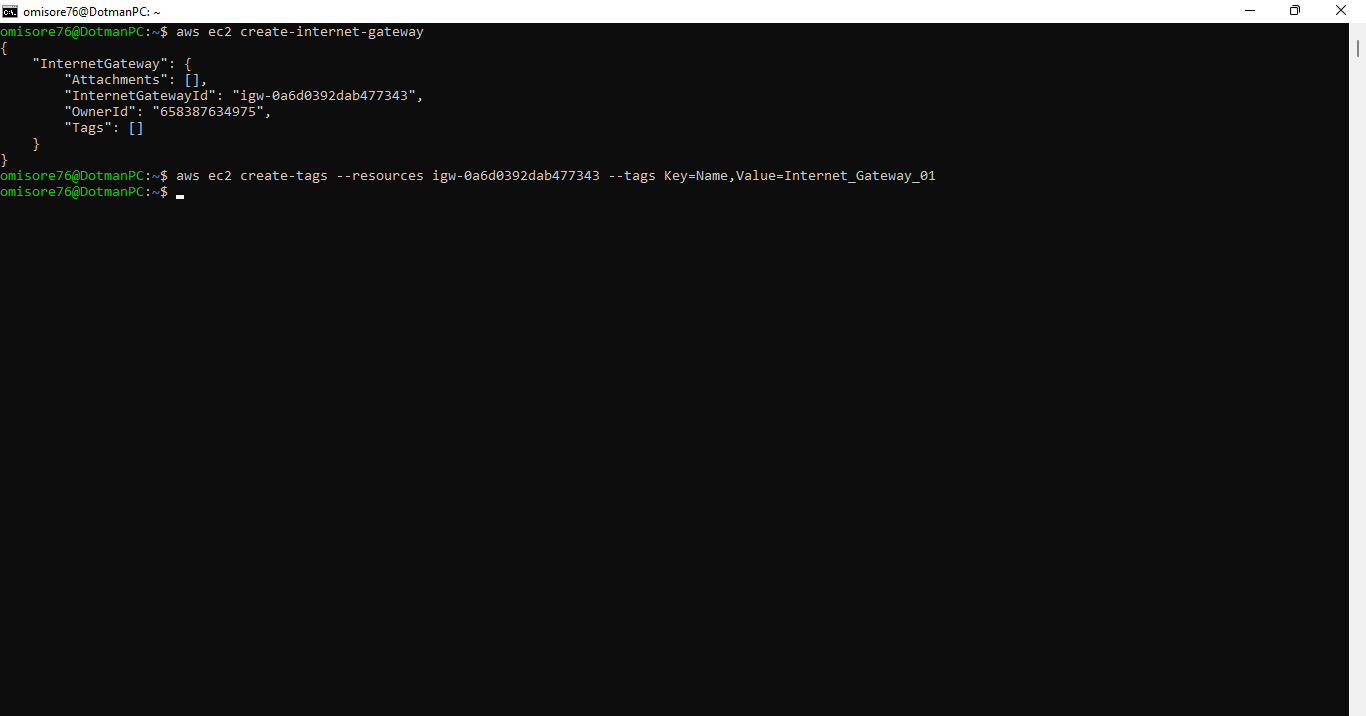 omisore76@DotmanPC: ~
omisore76@DotmanPC:~$ aws ec2 create-internet-gateway
{
    "InternetGateway": {
        "Attachments": [],
        "InternetGatewayId": "igw-0a6d0392dab477343",
        "OwnerId": "658387634975",
        "Tags": []
    }
}
omisore76@DotmanPC:~$ aws ec2 create-tags --resources igw-0a6d0392dab477343 --tags Key=Name,Value=Internet_Gateway_01
omisore76@DotmanPC:~$